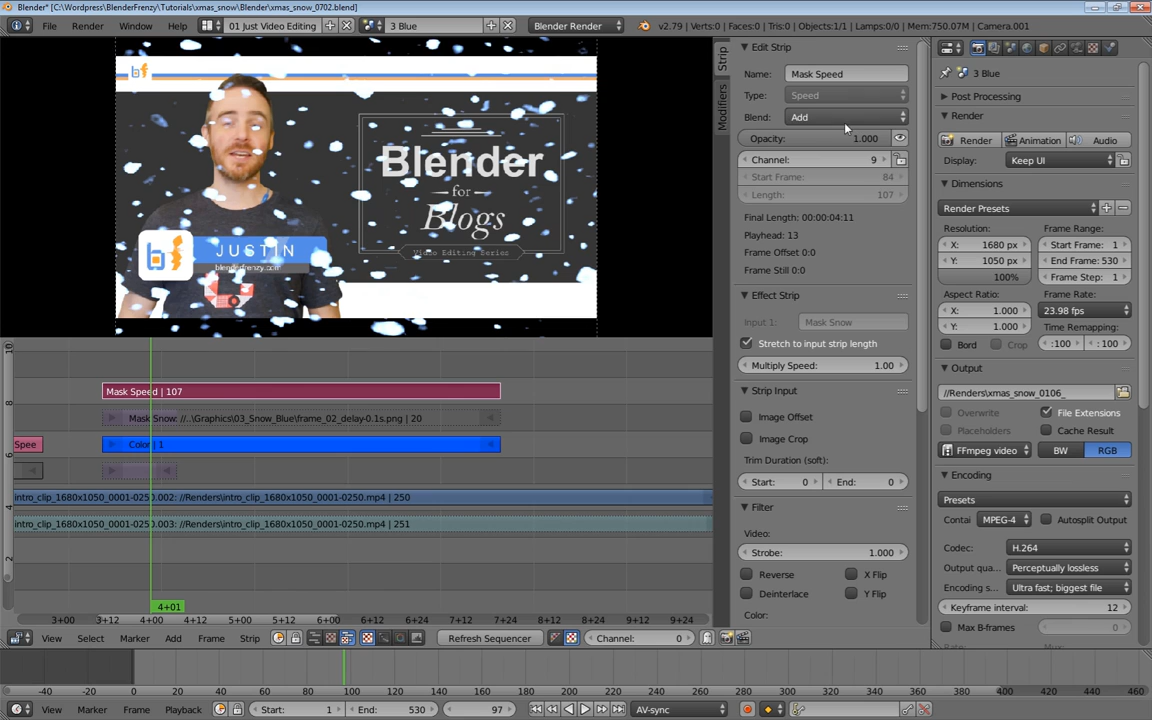 Blender* [C:\Wordpress\BlenderFrenzy\Tutorials\xmas_snow\Blender\xmas_snow_0702.blend]
File Edit Render Window Help 01 Just Video Editing 3 Blue Blender Render v2.79 | Verts:0 | Faces:0 | Tris:0 | Objects:1/1 | Lamps:0/0 | Mem:750.07M | Camera.001
Blender
for
Blogs
Video Editing Series
JUSTIN
blenderfrenzy.com
Strip
Modifiers
Edit Strip
Name: Mask Speed
Type: Speed
Blend: Add
Opacity: 1.000
Channel: 9
Start Frame: 84
Length: 107
Final Length: 00:00:04:11
Playhead: 13
Frame Offset 0:0
Frame Still 0:0
Effect Strip
Input 1: Mask Snow
Stretch to input strip length
Multiply Speed: 1.00
Strip Input
Image Offset
Image Crop
Trim Duration (soft):
Start: 0 End: 0
Filter
Video:
Strobe: 1.000
Reverse X Flip
Deinterlace Y Flip
Color:
3 Blue
Post Processing
Render
Render Animation Audio
Display: Keep UI
Dimensions
Render Presets
Resolution: Frame Range:
X: 1680 px Start Frame: 1
Y: 1050 px End Frame: 530
100% Frame Step: 1
Aspect Ratio: Frame Rate:
X: 1.000 23.98 fps
Y: 1.000 Time Remapping:
Bord Crop :100 :100
Output
//Renders\xmas_snow_0106_
Overwrite File Extensions
Placeholders Cache Result
FFmpeg video BW RGB
Encoding
Presets
Contai MPEG-4 Autosplit Output
Codec: H.264
Output qua... Perceptually lossless
Encoding s... Ultra fast; biggest file
Keyframe interval: 12
Max B-frames 0
10
8
6
4
2
Mask Speed | 107
Mask Snow: //..\Graphics\03_Snow_Blue\frame_02_delay-0.1s.png | 20
Spee Color | 1
intro_clip_1680x1050_0001-0250.002: //Renders\intro_clip_1680x1050_0001-0250.mp4 | 250
intro_clip_1680x1050_0001-0250.003: //Renders\intro_clip_1680x1050_0001-0250.mp4 | 251
4+01
3+00 3+12 4+00 4+12 5+00 5+12 6+00 6+12 6+24 7+12 7+24 8+12 8+24 9+12 9+24
View Select Marker Add Frame Strip Refresh Sequencer Channel: 0
-40 -20 0 20 40 60 80 100 120 140 160 180 200 220 240 260 280 300 320 340 360 380 400 420 440 460
View Marker Frame Playback Start: 1 End: 530 97 AV-sync